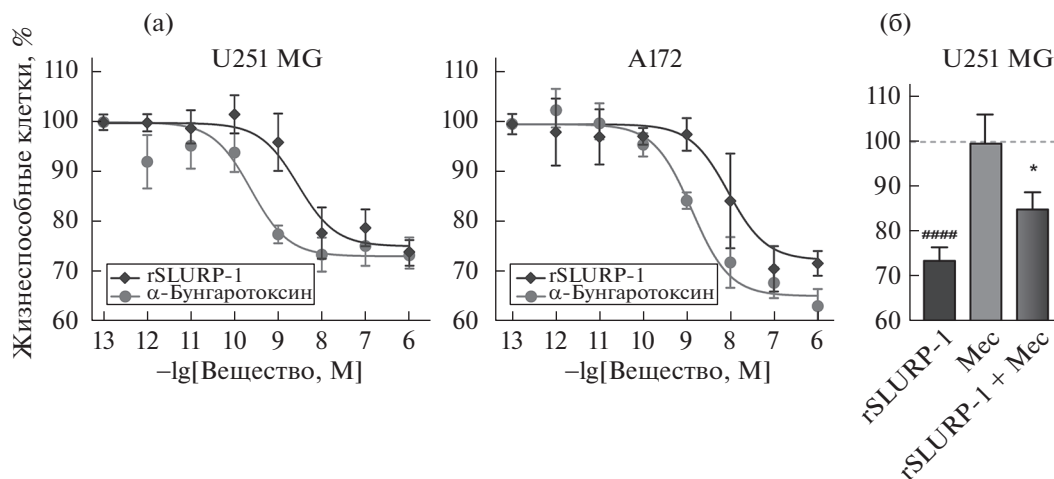 (а)
(б)
U251 MG
A172
U251 MG
Жизнеспособные клетки, %
110
100
90
80
70
60
rSLURP-1
α-Бунгаротоксин
13 12 11 10 9 8 7 6
–lg[Вещество, М]
110
100
90
80
70
60
rSLURP-1
α-Бунгаротоксин
13 12 11 10 9 8 7 6
–lg[Вещество, М]
110
100
90
80
70
60
####
*
rSLURP-1
Mec
rSLURP-1 + Mec